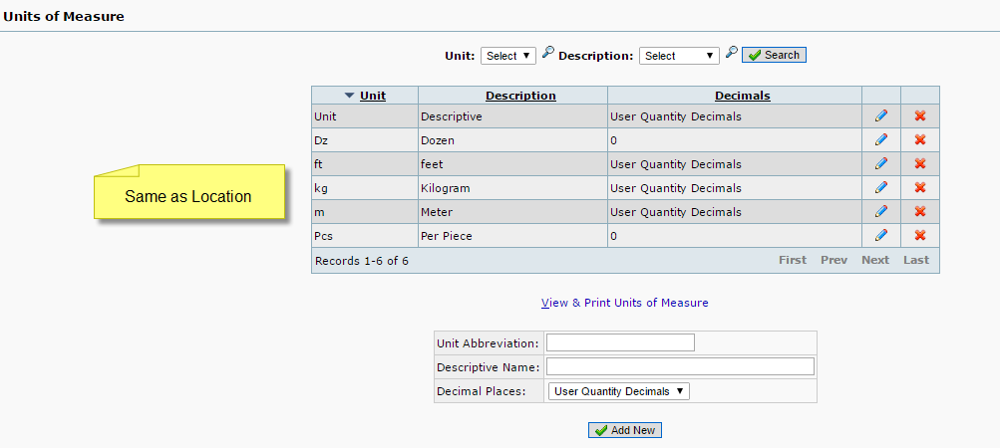 Units of Measure
Unit: Select Description: Select Search
Unit Description Decimals
Unit Descriptive User Quantity Decimals
Dz Dozen 0
ft feet User Quantity Decimals
Same as Location
kg Kilogram User Quantity Decimals
m Meter User Quantity Decimals
Pcs Per Piece 0
Records 1-6 of 6 First Prev Next Last
View & Print Units of Measure
Unit Abbreviation:
Descriptive Name:
Decimal Places: User Quantity Decimals
Add New